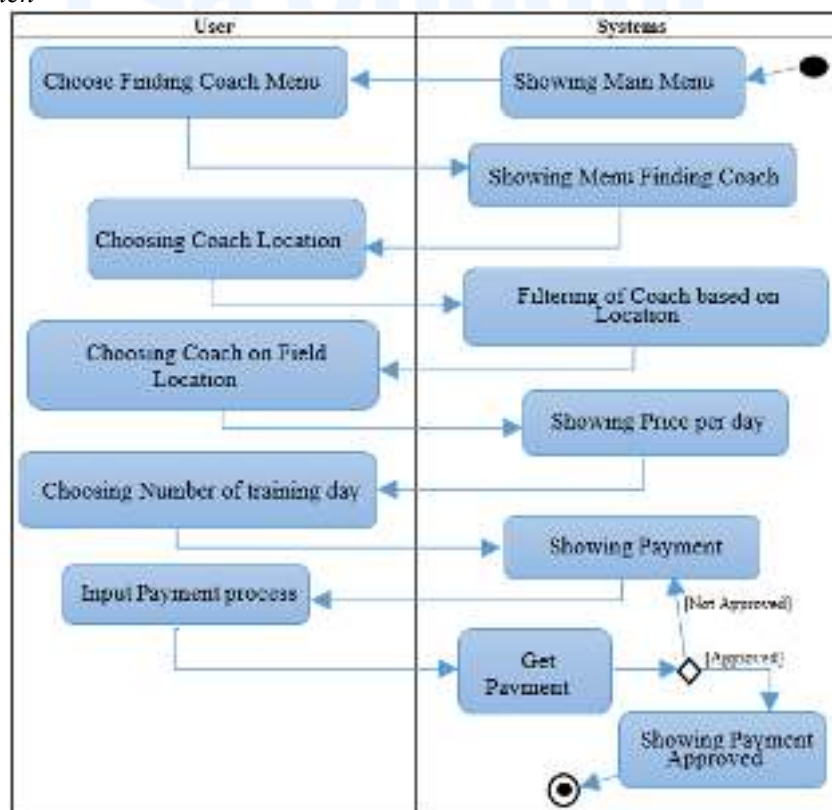 User
Systems
Showing Main Menu
Choose Finding Coach Menu
Showing Menu Finding Coach
Choosing Coach Location
Filtering of Coach based on
Location
Choosing Coach on Field
Location
Showing Price per day
Choosing Number of training day
Showing Payment
Input Payment process
[Not Approved]
Get
Payment
[Approved]
Showing Payment
Approved